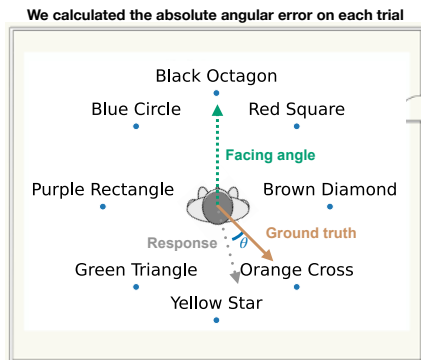 We calculated the absolute angular error on each trial
Black Octagon
Blue Circle Red Square
Facing angle
Purple Rectangle Brown Diamond
Ground truth
Response θ
Green Triangle Orange Cross
Yellow Star